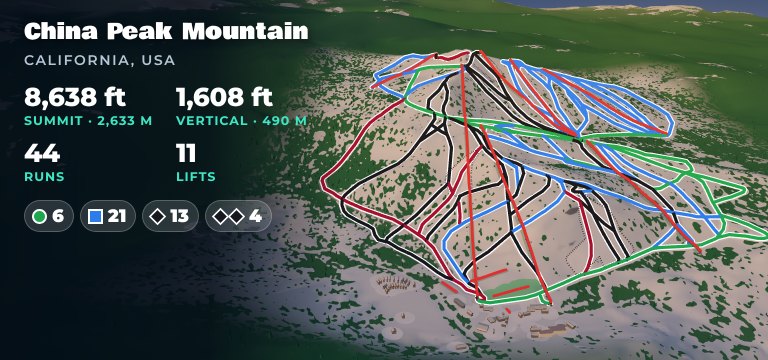 China Peak Mountain
CALIFORNIA, USA
8,638 ft 1,608 ft
SUMMIT · 2,633 M VERTICAL · 490 M
44 11
RUNS LIFTS
6 21 13 4